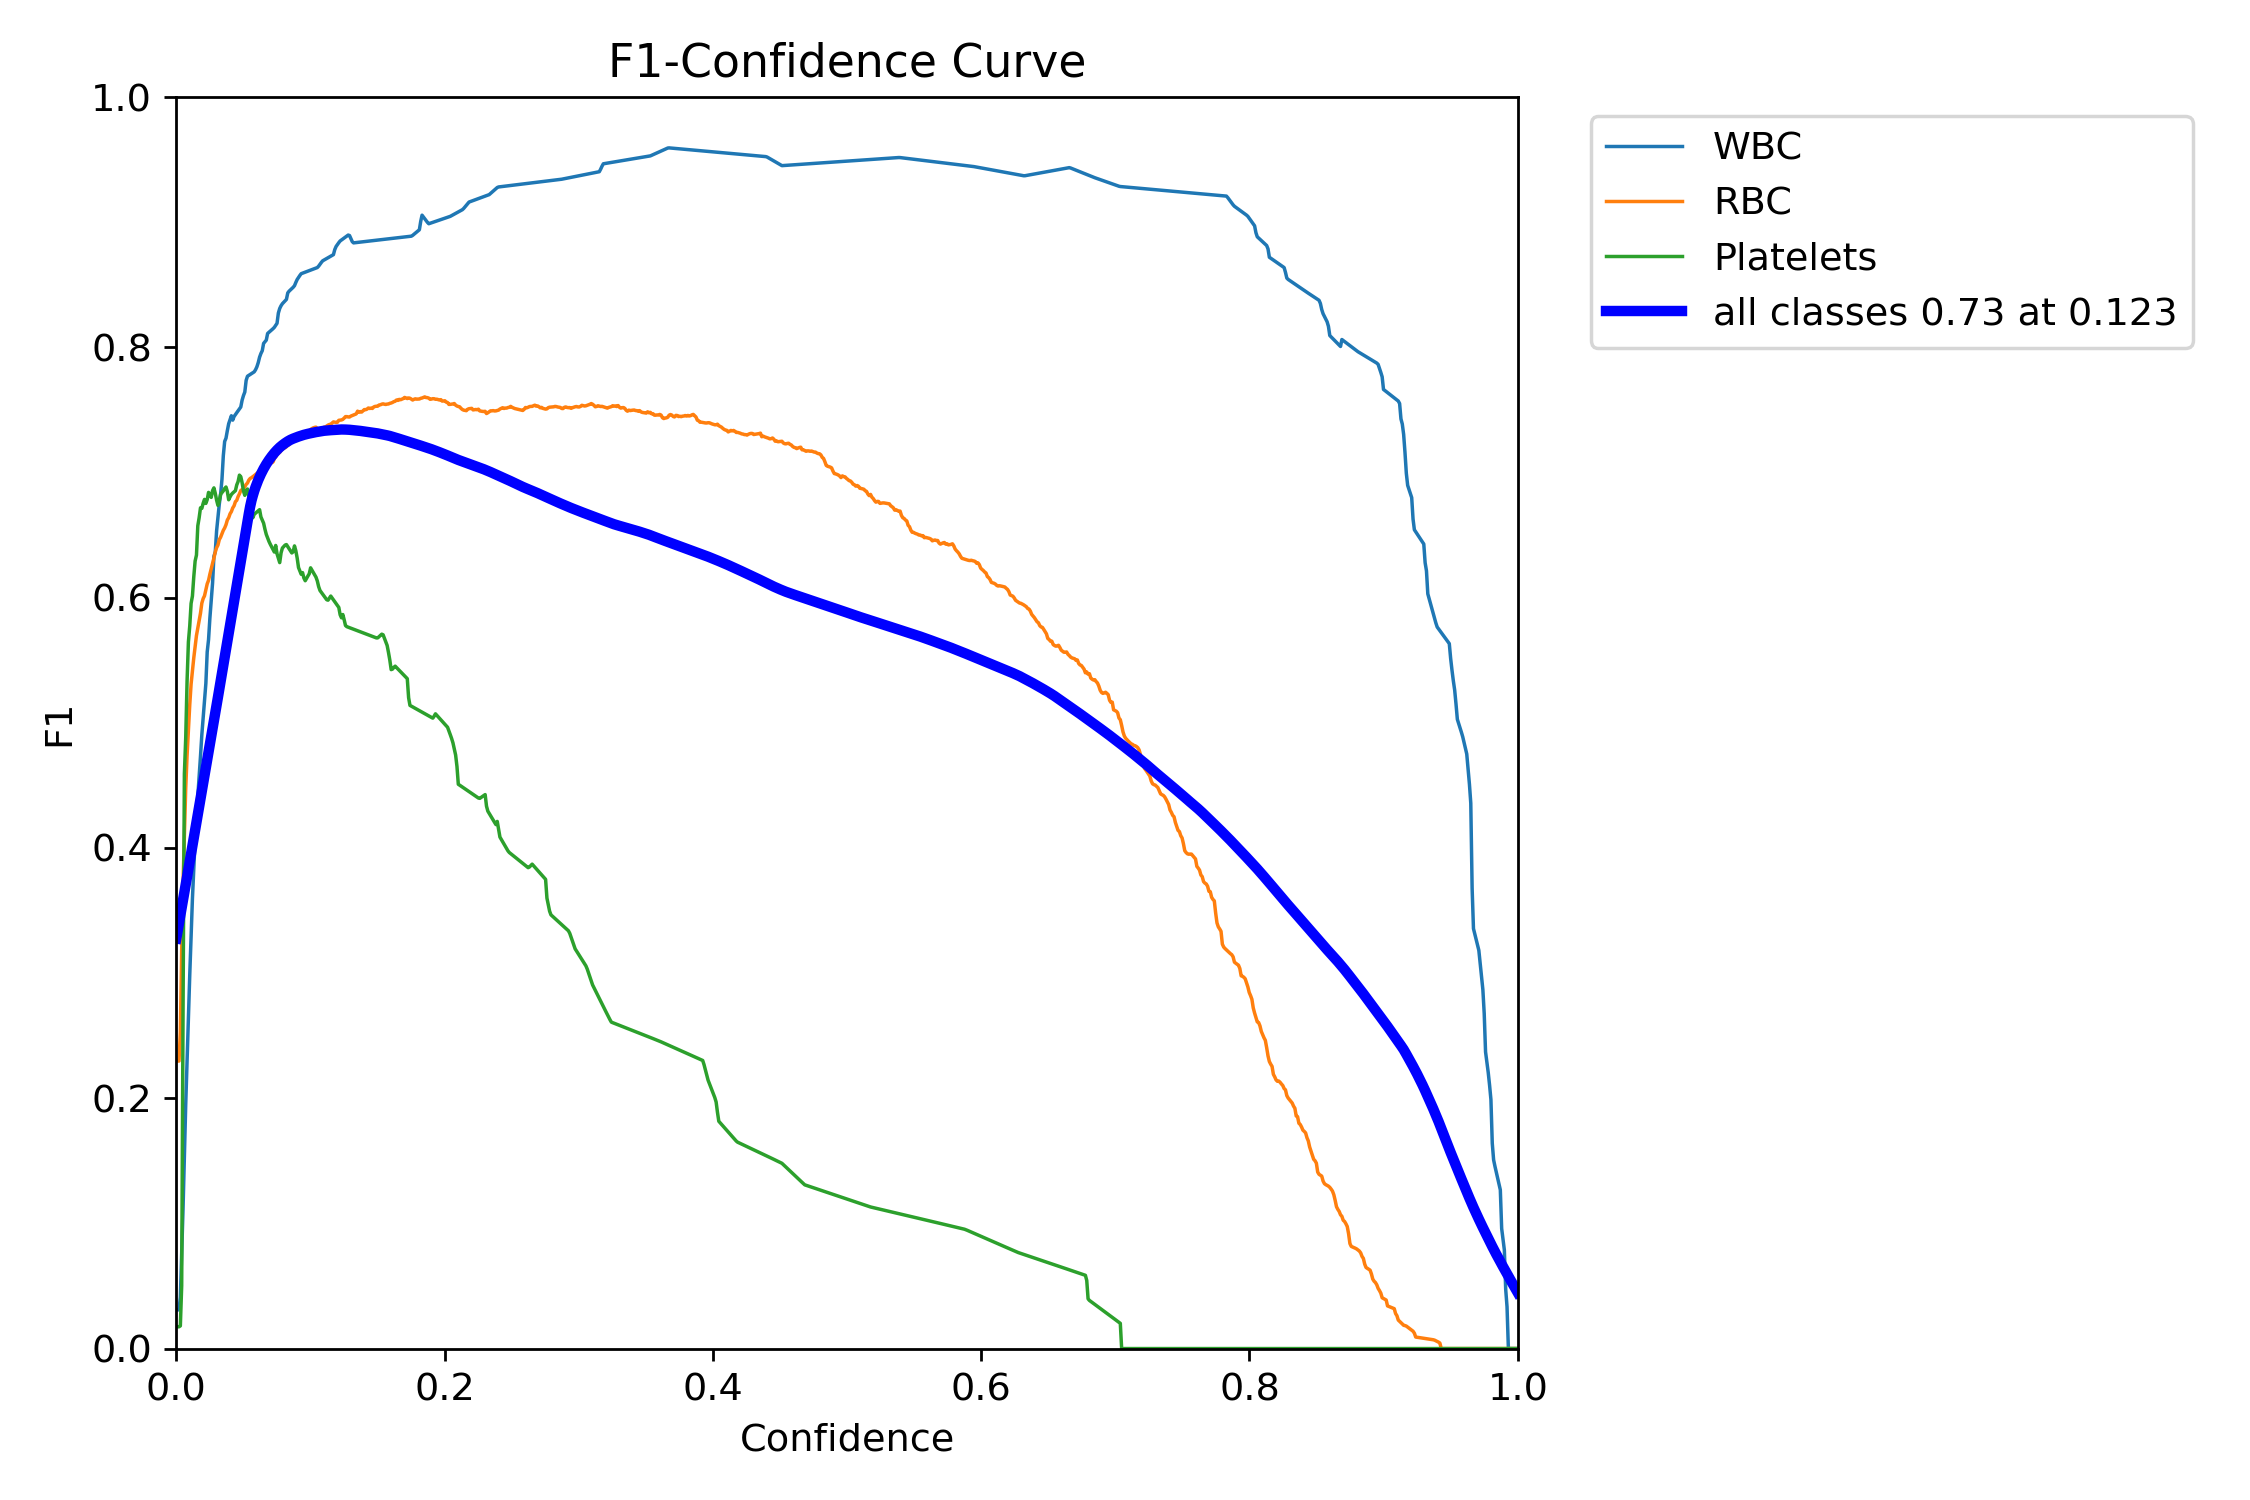 F1-Confidence Curve
1.0
0.8
0.6
0.4
0.2
0.0
F1
0.0 0.2 0.4 0.6 0.8 1.0
Confidence
WBC
RBC
Platelets
all classes 0.73 at 0.123